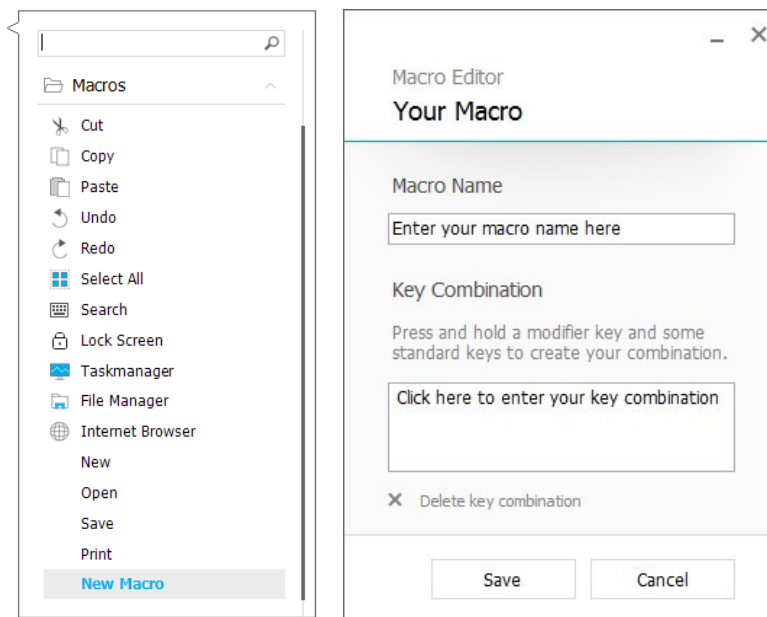 Macros
Cut
Copy
Paste
Undo
Redo
Select All
Search
Lock Screen
Taskmanager
File Manager
Internet Browser
New
Open
Save
Print
New Macro
Macro Editor
Your Macro
Macro Name
Enter your macro name here
Key Combination
Press and hold a modifier key and some
standard keys to create your combination.
Click here to enter your key combination
Delete key combination
Save
Cancel